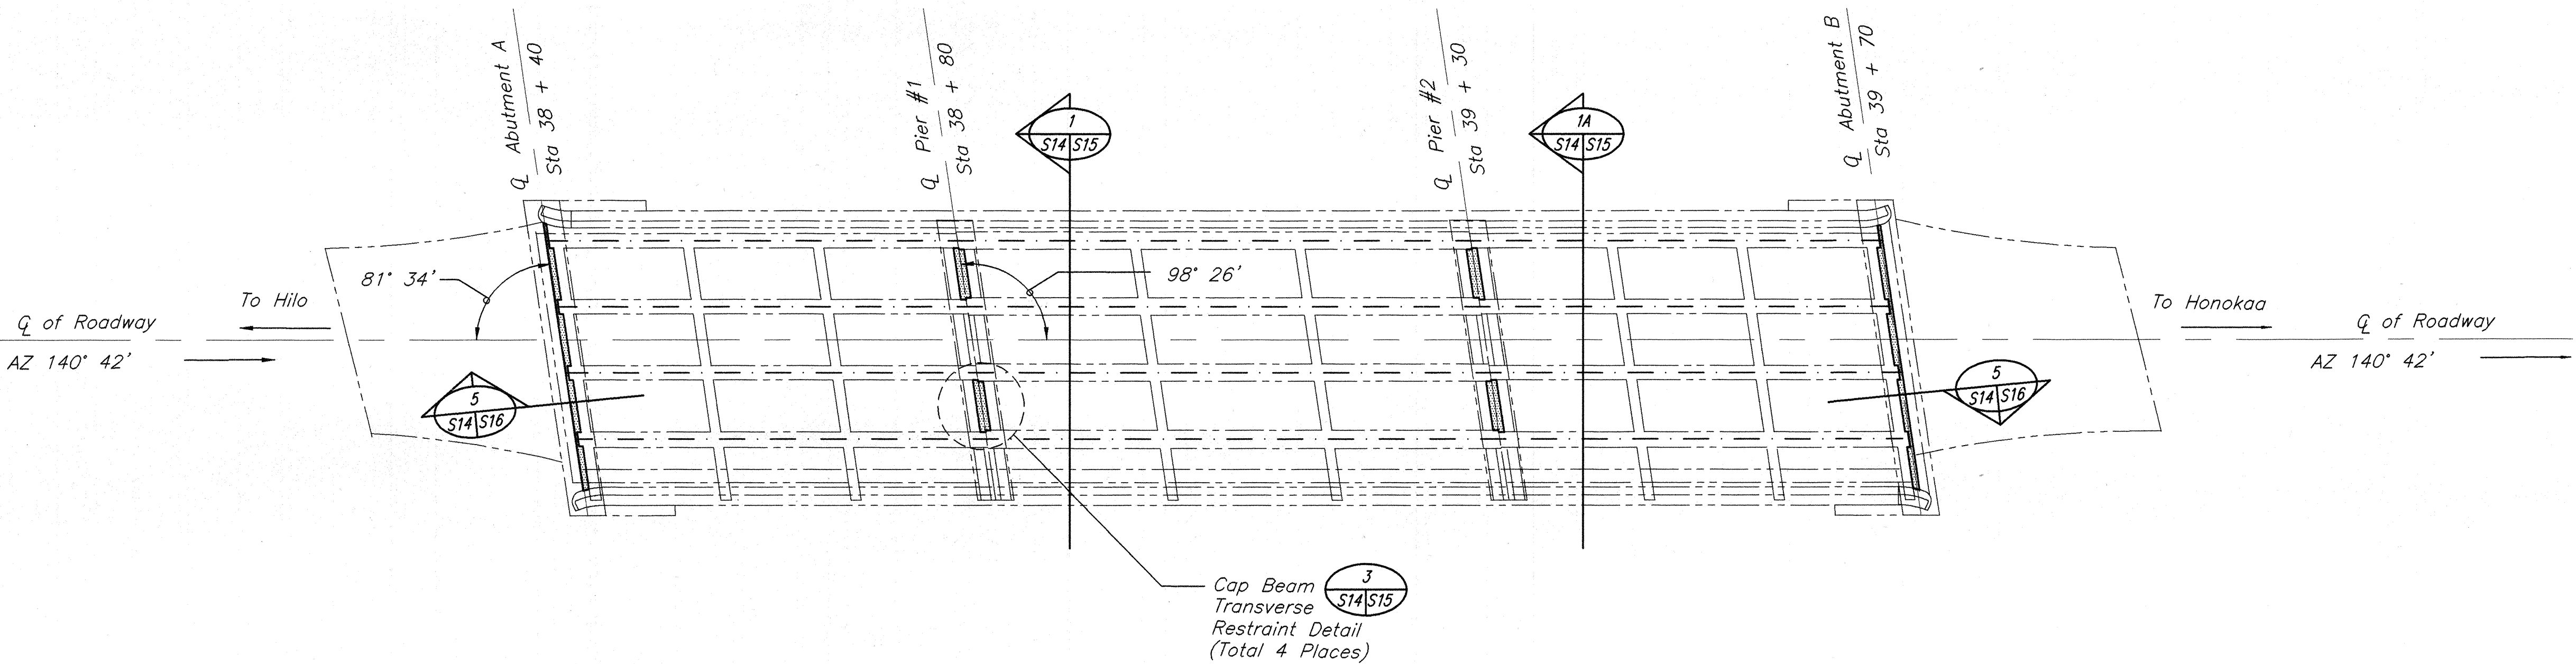 ℄ Abutment A
Sta 38 + 40
℄ Pier #1
Sta 38 + 80
℄ Pier #2
Sta 39 + 30
℄ Abutment B
Sta 39 + 70
1
S14 S15
1A
S14 S15
81° 34'
98° 26'
To Hilo
To Honokaa
℄ of Roadway
AZ 140° 42'
℄ of Roadway
AZ 140° 42'
5
S14 S16
5
S14 S16
Cap Beam
Transverse
Restraint Detail
(Total 4 Places)
3
S14 S15